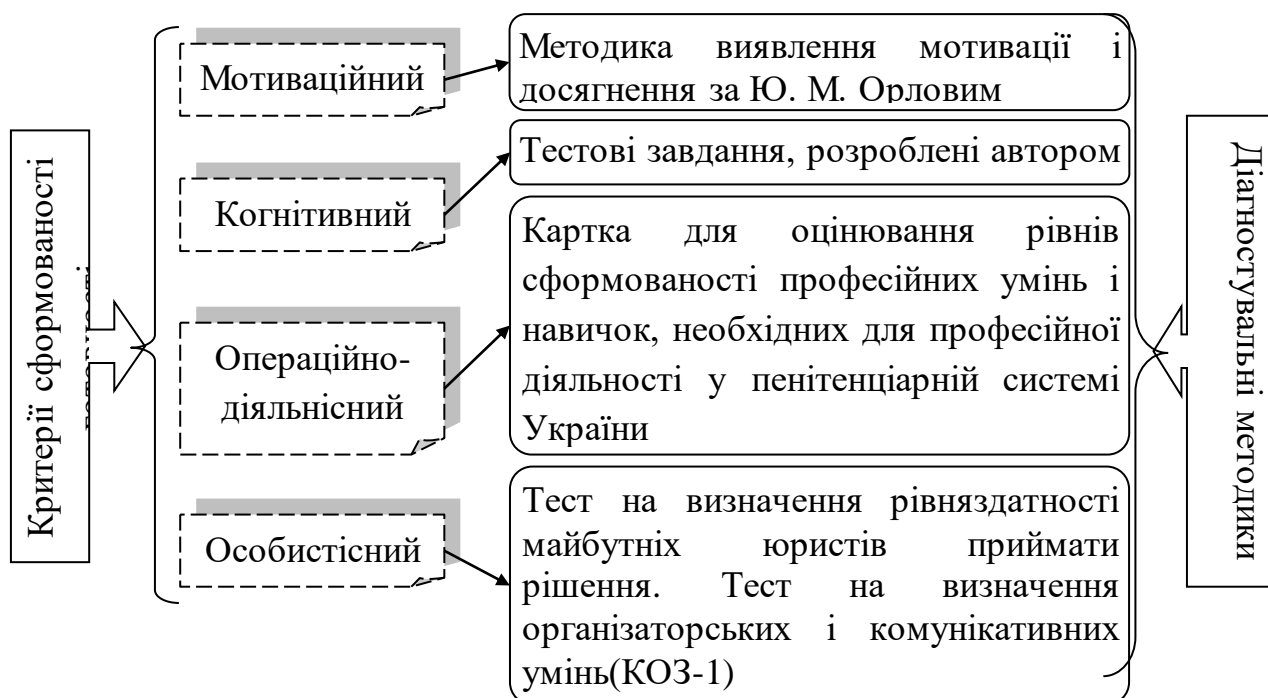 Критерії сформованості
Мотиваційний
Методика виявлення мотивації і
досягнення за Ю. М. Орловим
Когнітивний
Тестові завдання, розроблені автором
Операційно-
діяльнісний
Картка для оцінювання рівнів
сформованості професійних умінь і
навичок, необхідних для професійної
діяльності у пенітенціарній системі
України
Особистісний
Тест на визначення рівняздатності
майбутніх юристів приймати
рішення. Тест на визначення
організаторських і комунікативних
умінь(КОЗ-1)
Діагностувальні методики